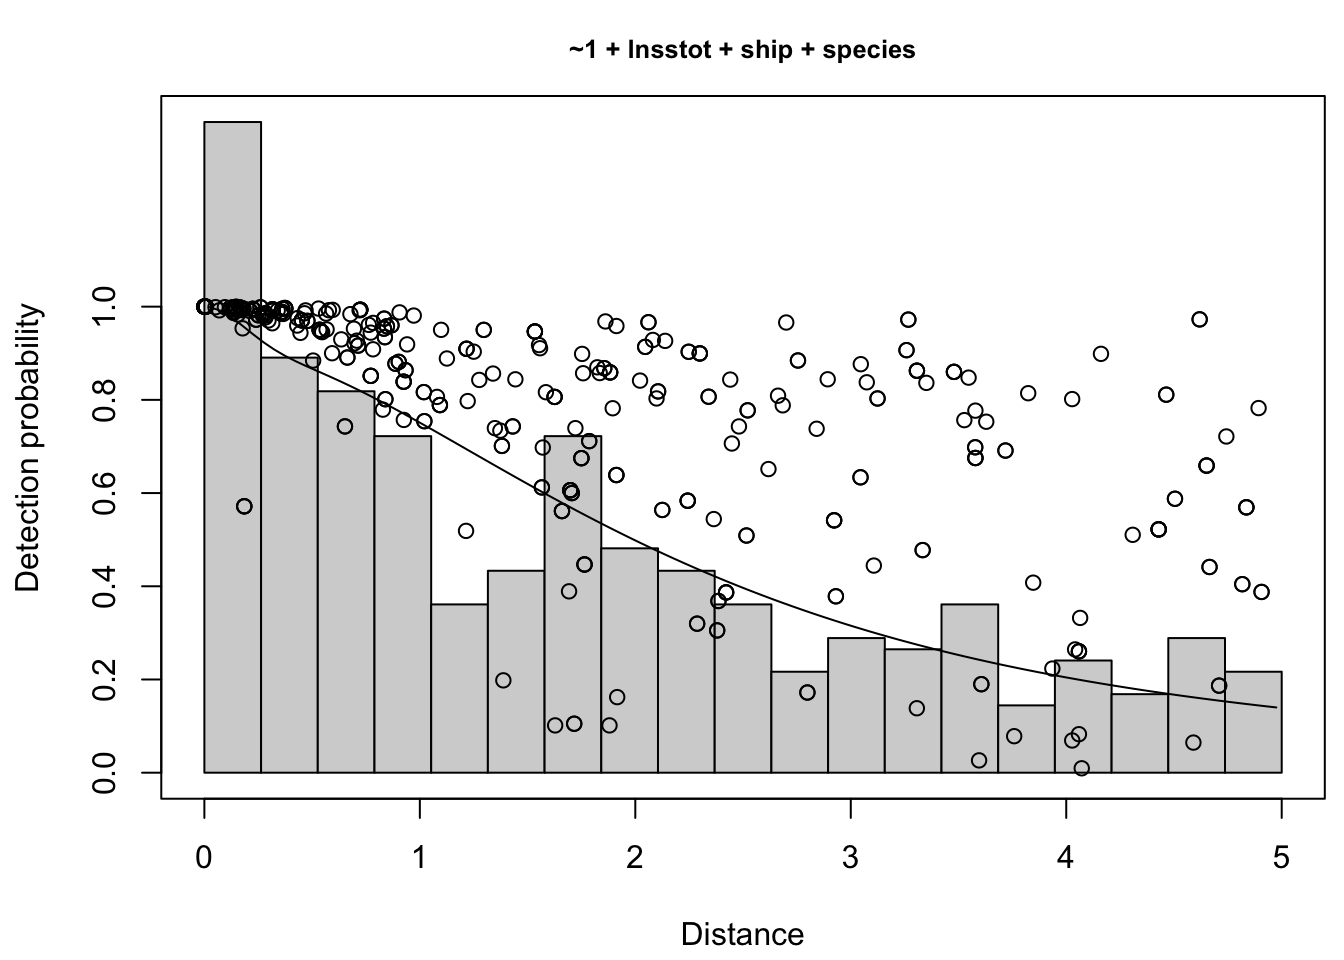 ~1 + lnsstot + ship + species
Detection probability
1.0
0.8
0.6
0.4
0.2
0.0
0 1 2 3 4 5
Distance